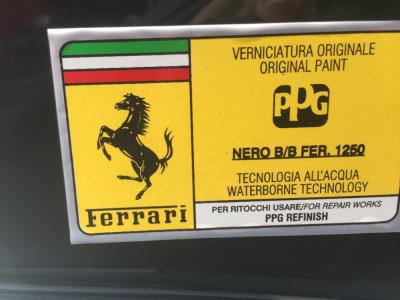 VERNICIATURA ORIGINALE
ORIGINAL PAINT
PPG
NERO B/B FER. 1250
TECNOLOGIA ALL'ACQUA
WATERBORNE TECHNOLOGY
Ferrari
PER RITOCCHI USARE/FOR REPAIR WORKS
PPG REFINISH